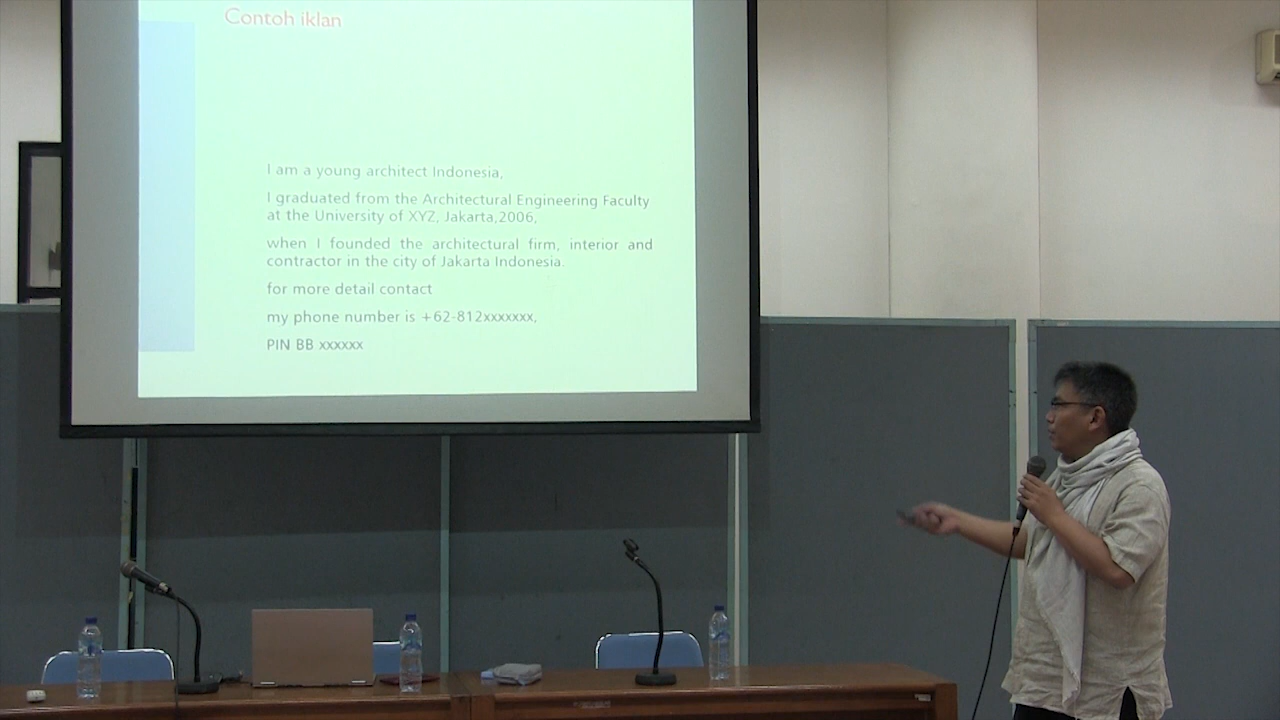 Contoh iklan
I am a young architect Indonesia,
I graduated from the Architectural Engineering Faculty
at the University of XYZ, Jakarta,2006,
when I founded the architectural firm, interior and
contractor in the city of Jakarta Indonesia.
for more detail contact
my phone number is +62-812xxxxxxx,
PIN BB xxxxxx